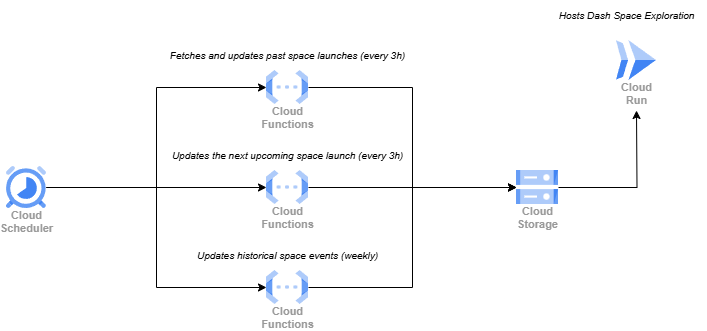 Hosts Dash Space Exploration
Fetches and updates past space launches (every 3h)
Cloud
Run
Cloud
Functions
Updates the next upcoming space launch (every 3h)
Cloud
Scheduler
Cloud
Functions
Cloud
Storage
Updates historical space events (weekly)
Cloud
Functions